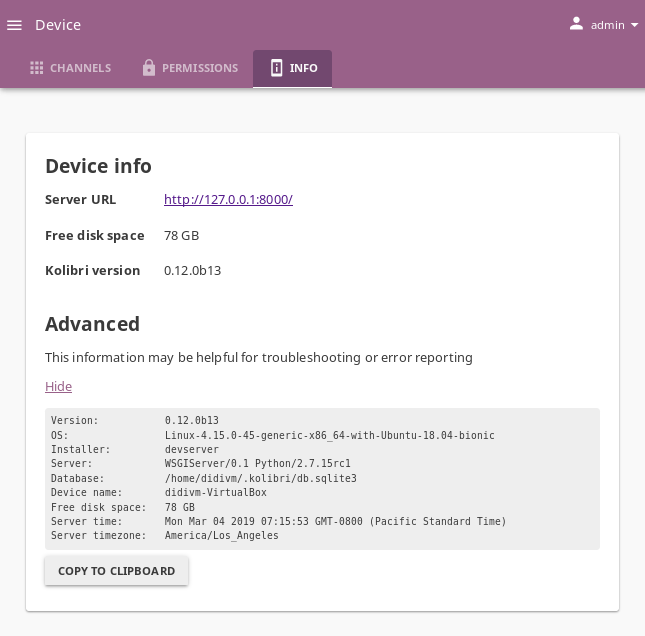 Device
admin
CHANNELS PERMISSIONS INFO
Device info
Server URL http://127.0.0.1:8000/
Free disk space 78 GB
Kolibri version 0.12.0b13
Advanced
This information may be helpful for troubleshooting or error reporting
Hide
Version: 0.12.0b13
OS: Linux-4.15.0-45-generic-x86_64-with-Ubuntu-18.04-bionic
Installer: devserver
Server: WSGIServer/0.1 Python/2.7.15rc1
Database: /home/didivm/.kolibri/db.sqlite3
Device name: didivm-VirtualBox
Free disk space: 78 GB
Server time: Mon Mar 04 2019 07:15:53 GMT-0800 (Pacific Standard Time)
Server timezone: America/Los_Angeles
COPY TO CLIPBOARD